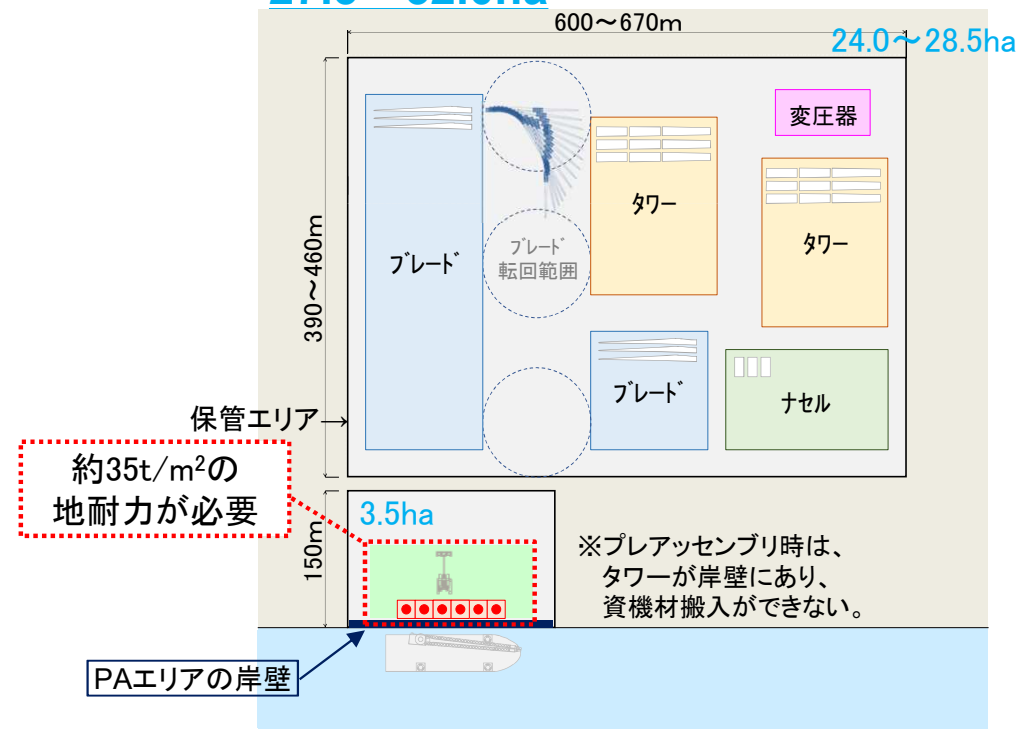 600～670m
24.0～28.5ha
変圧器
タワー
タワー
390～460m
ﾌﾞﾚｰﾄﾞ
ﾌﾞﾚｰﾄﾞ
転回範囲
ﾌﾞﾚｰﾄﾞ
ナセル
保管エリア
約35t/m²の
地耐力が必要
3.5ha
150m
※プレアッセンブリ時は、
タワーが岸壁にあり、
資機材搬入ができない。
PAエリアの岸壁